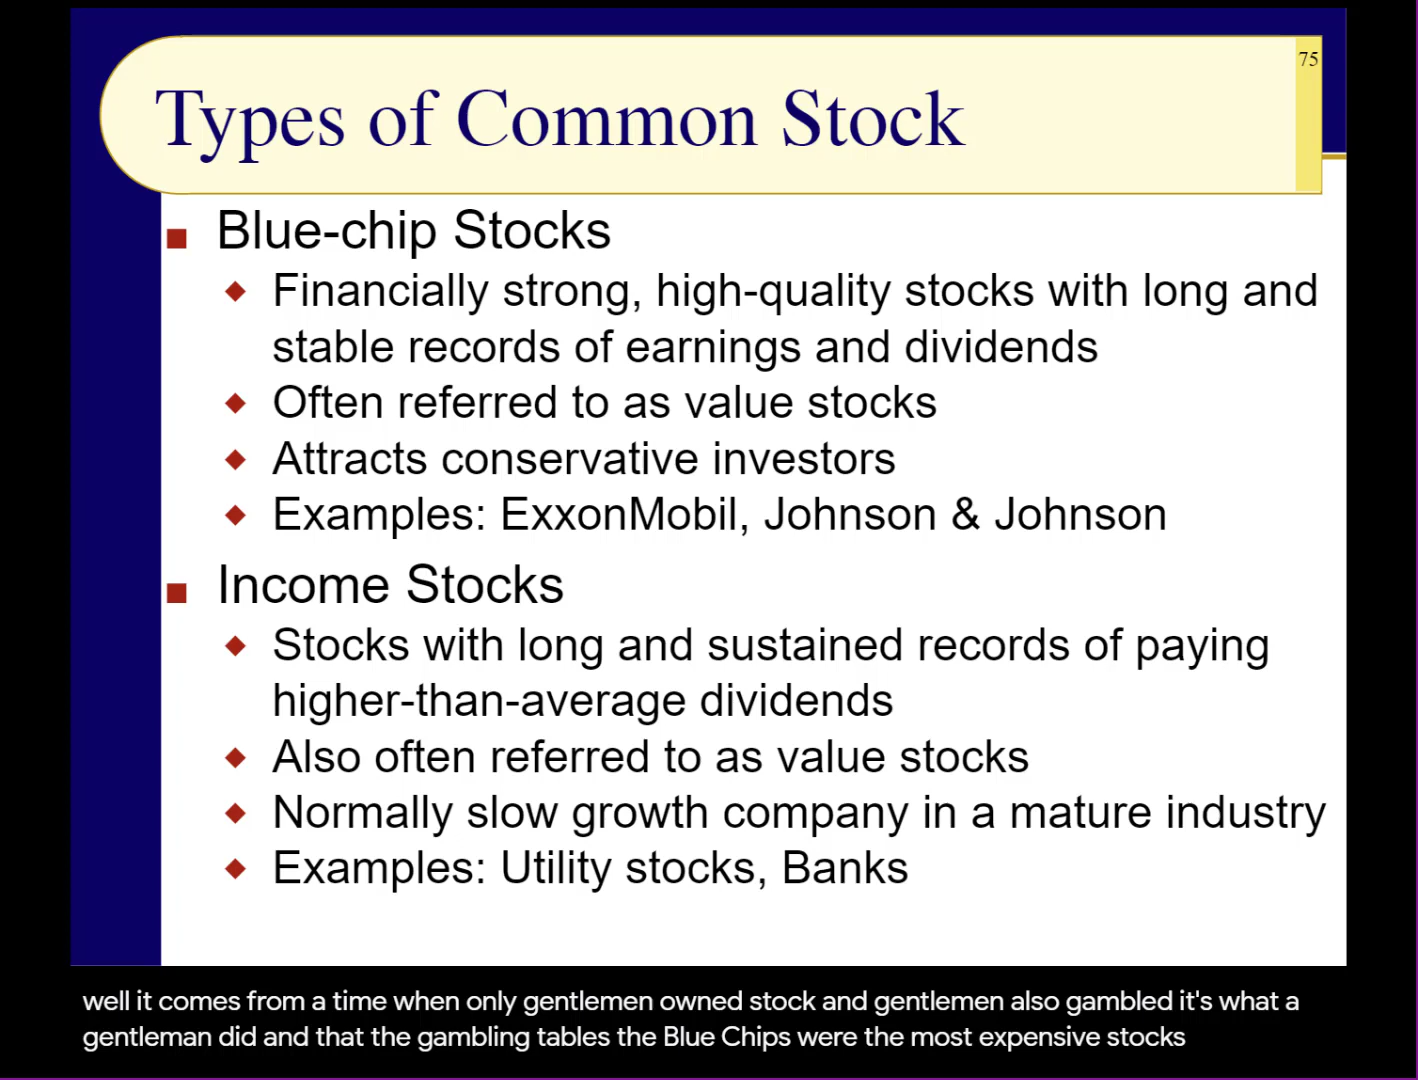 75
Types of Common Stock
■ Blue-chip Stocks
◆ Financially strong, high-quality stocks with long and
stable records of earnings and dividends
◆ Often referred to as value stocks
◆ Attracts conservative investors
◆ Examples: ExxonMobil, Johnson & Johnson
■ Income Stocks
◆ Stocks with long and sustained records of paying
higher-than-average dividends
◆ Also often referred to as value stocks
◆ Normally slow growth company in a mature industry
◆ Examples: Utility stocks, Banks
well it comes from a time when only gentlemen owned stock and gentlemen also gambled it's what a
gentleman did and that the gambling tables the Blue Chips were the most expensive stocks